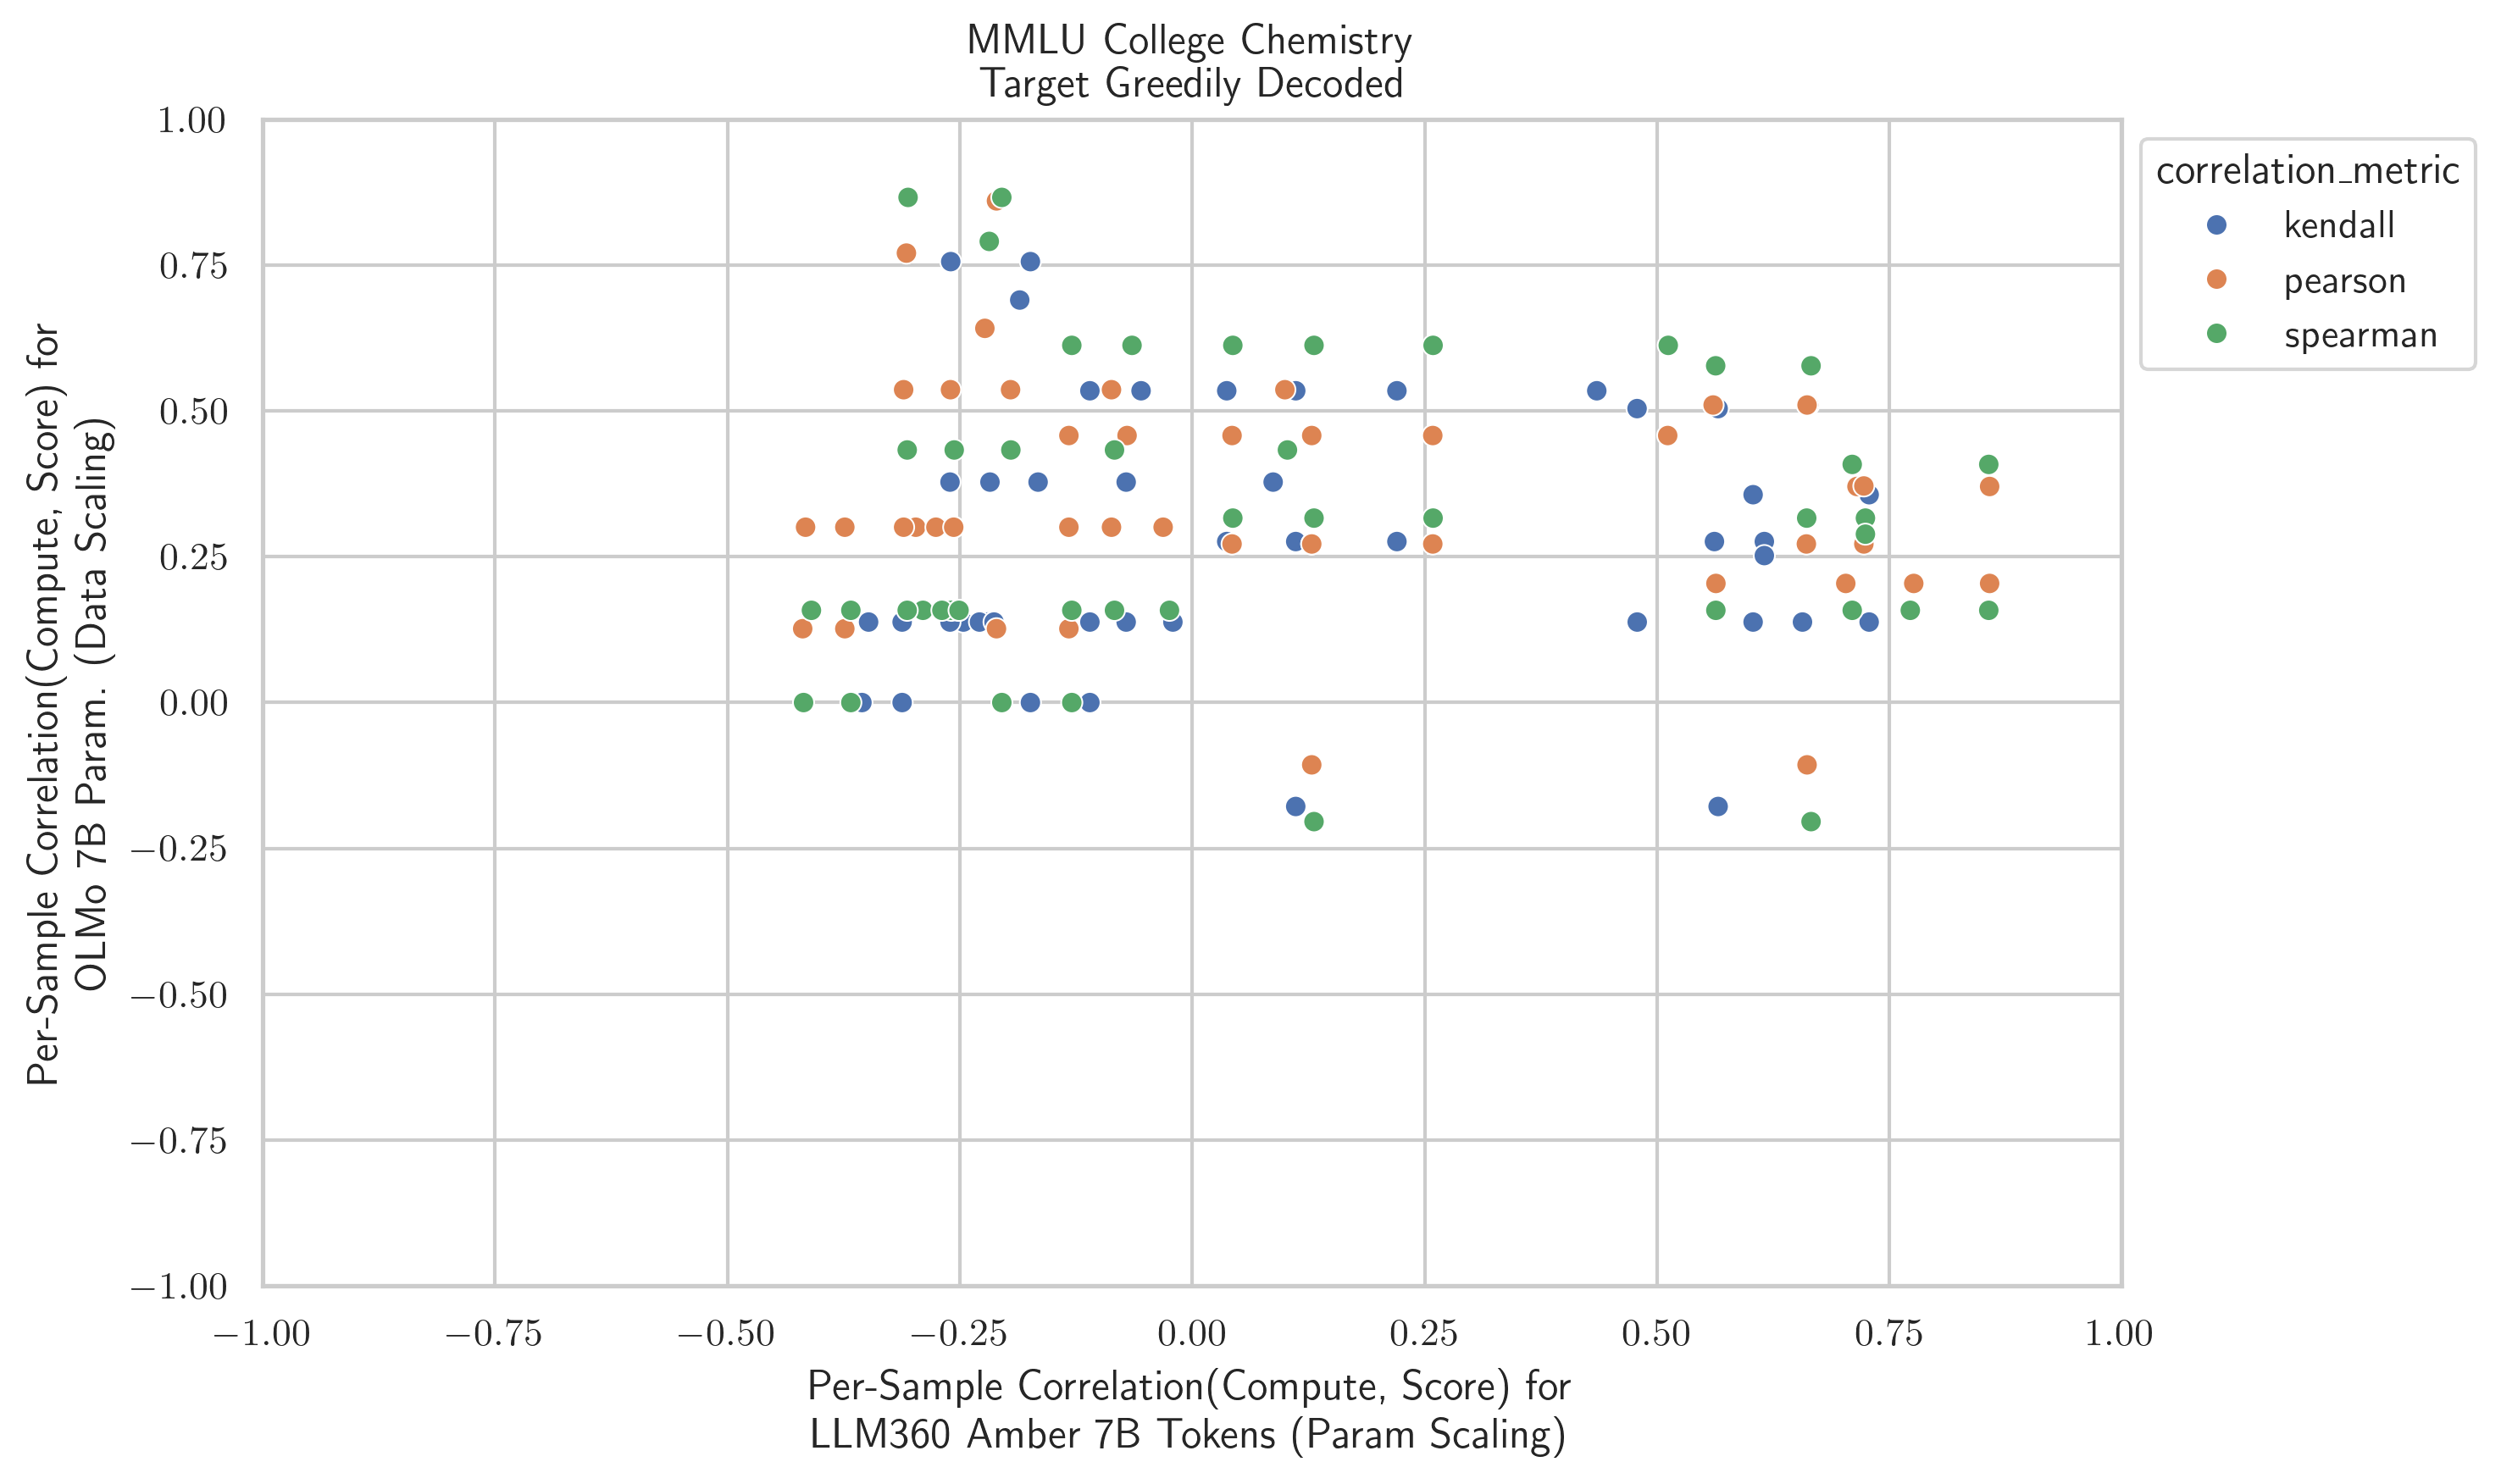 MMLU College Chemistry
Target Greedily Decoded
Per-Sample Correlation(Compute, Score) for
OLMo 7B Param. (Data Scaling)
1.00
0.75
0.50
0.25
0.00
−0.25
−0.50
−0.75
−1.00
−1.00 −0.75 −0.50 −0.25 0.00 0.25 0.50 0.75 1.00
Per-Sample Correlation(Compute, Score) for
LLM360 Amber 7B Tokens (Param Scaling)
correlation_metric
kendall
pearson
spearman